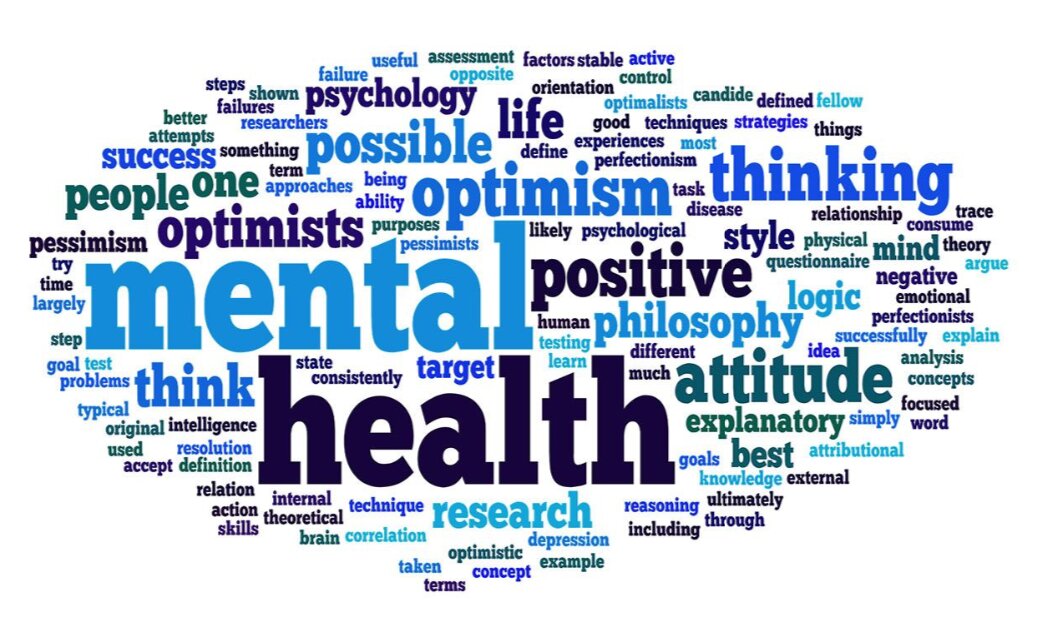 useful assessment factors stable active
failure opposite control
steps shown psychology orientation optimalists candide defined fellow
failures life
better researchers possible good techniques strategies things
attempts define experiences most
success something perfectionism thinking
people one term approaches being optimism task
ability disease
optimists purposes likely psychological relationship trace
pessimism pessimists style physical consume
try mental positive questionnaire mind theory
time argue
largely logic negative
emotional
human philosophy perfectionists
step testing successfully explain
goal test state learn different idea analysis
problems think consistently target much attitude concepts
typical health focused
original intelligence explanatory simply word
used resolution best attributional
accept definition goals
knowledge external
relation internal technique research reasoning ultimately
action theoretical including through
skills brain correlation depression
optimistic example
taken concept
terms